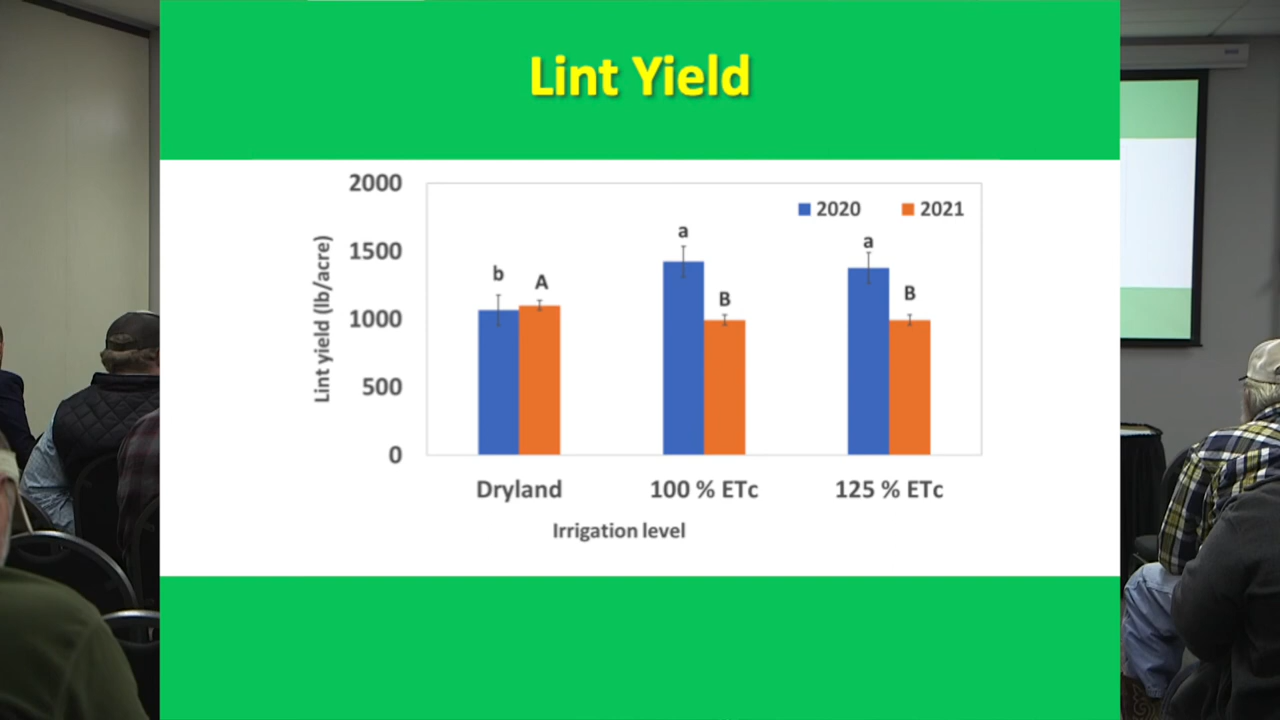 Lint Yield
2000
1500
1000
500
0
Lint yield (lb/acre)
2020 2021
b A
a B
a B
Dryland 100 % ETc 125 % ETc
Irrigation level